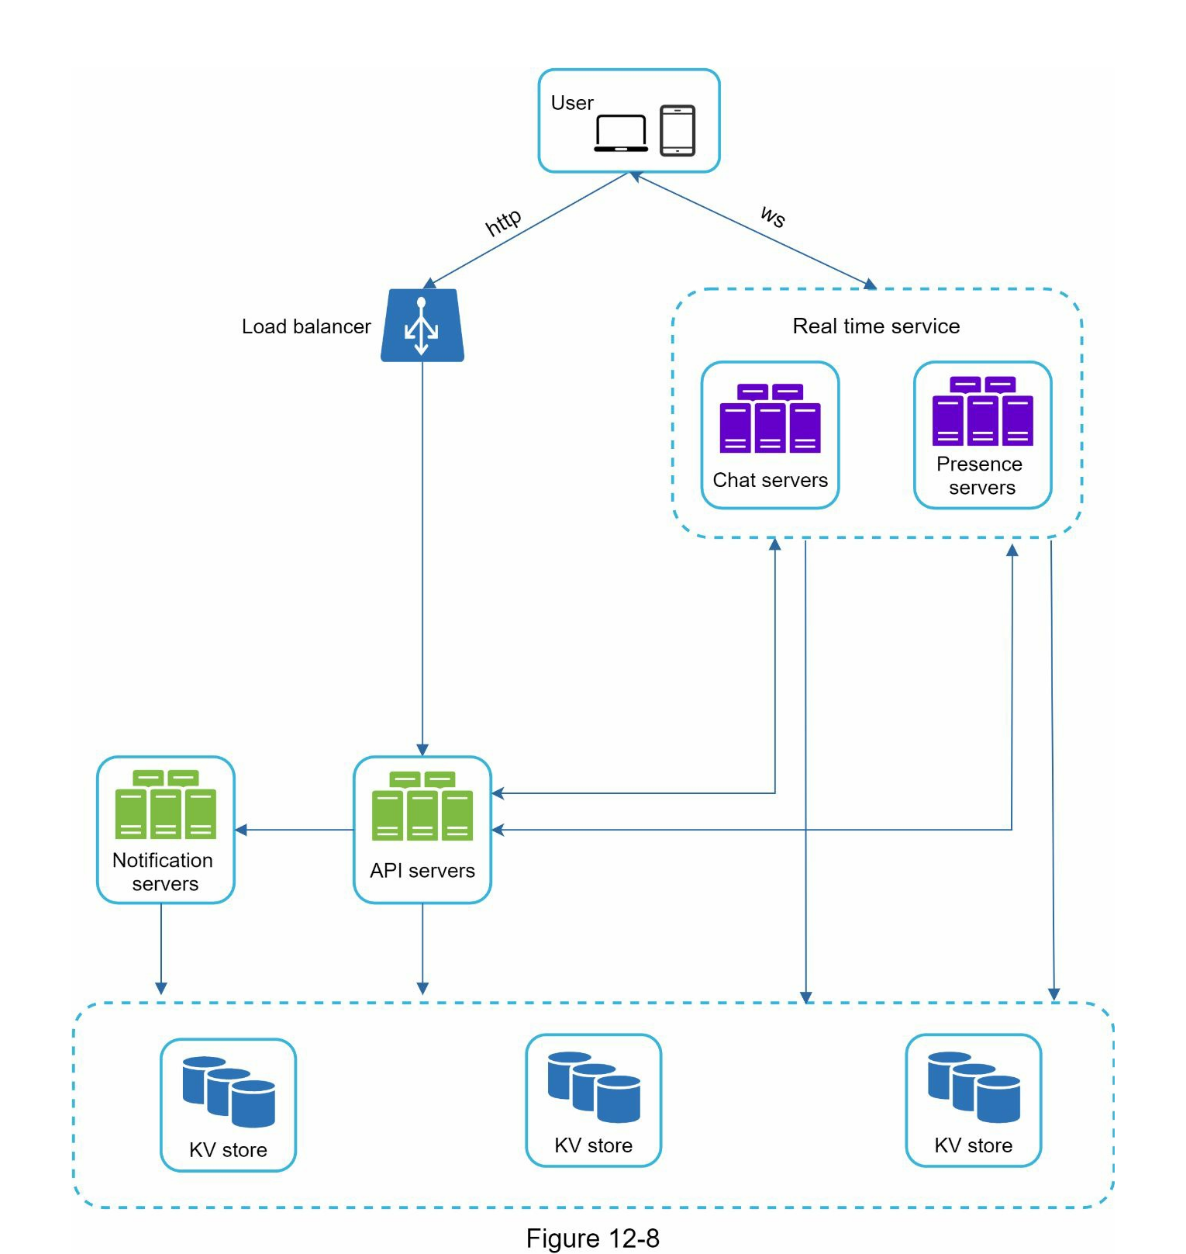 User
http
ws
Load balancer
Real time service
Chat servers
Presence
servers
Notification
servers
API servers
KV store
KV store
KV store
Figure 12-8